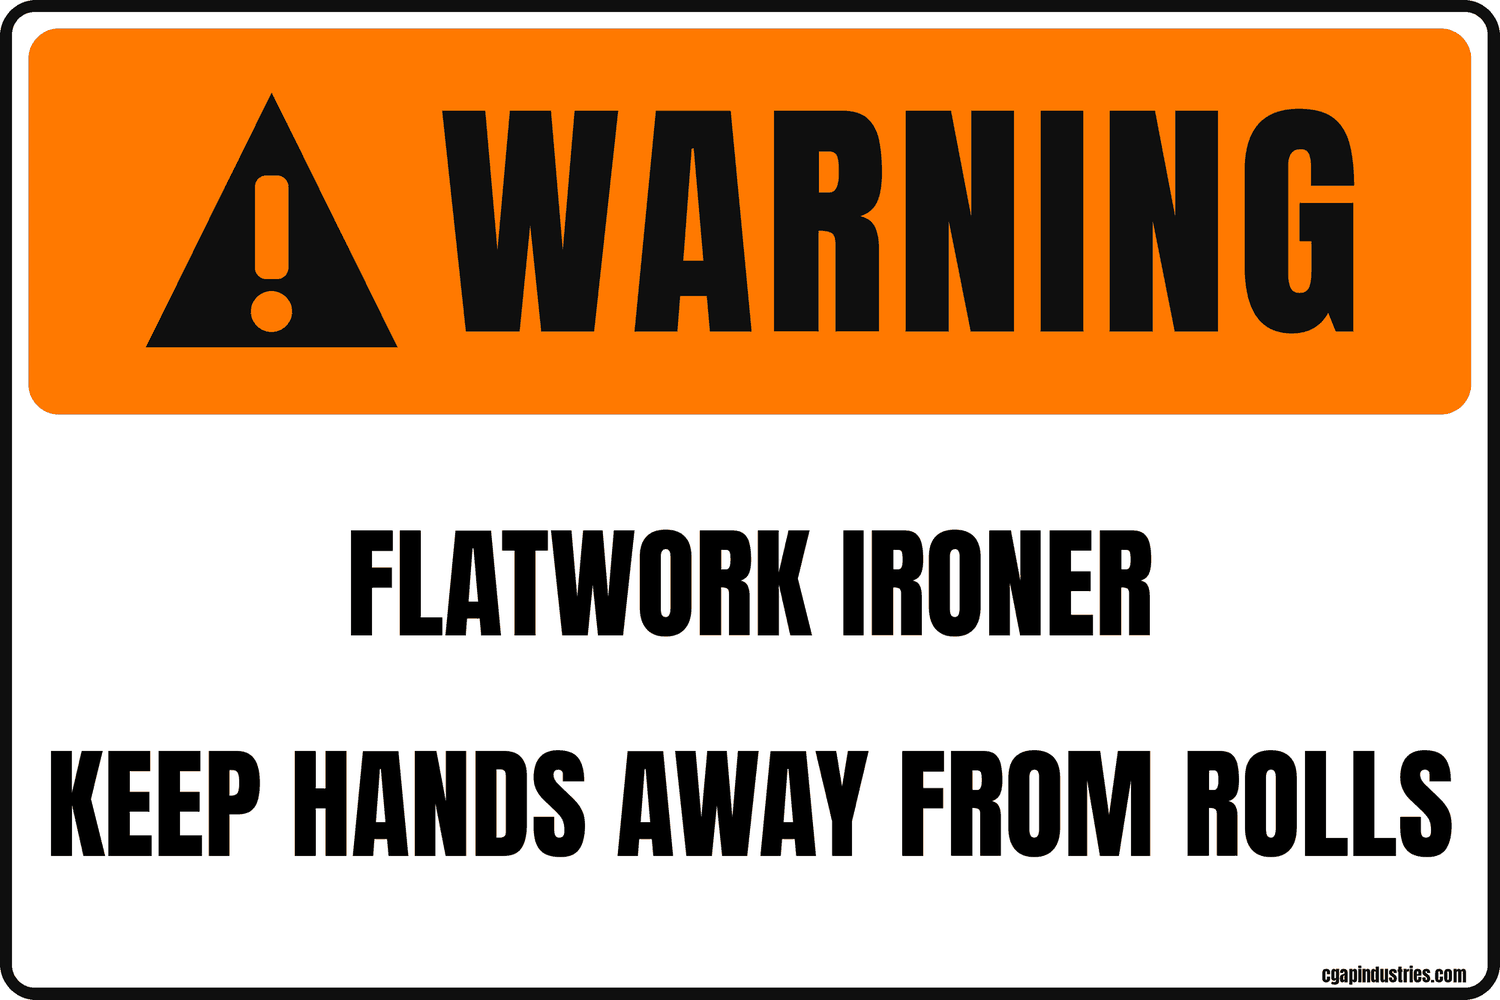 WARNING
FLATWORK IRONER
KEEP HANDS AWAY FROM ROLLS
cgapindustries.com